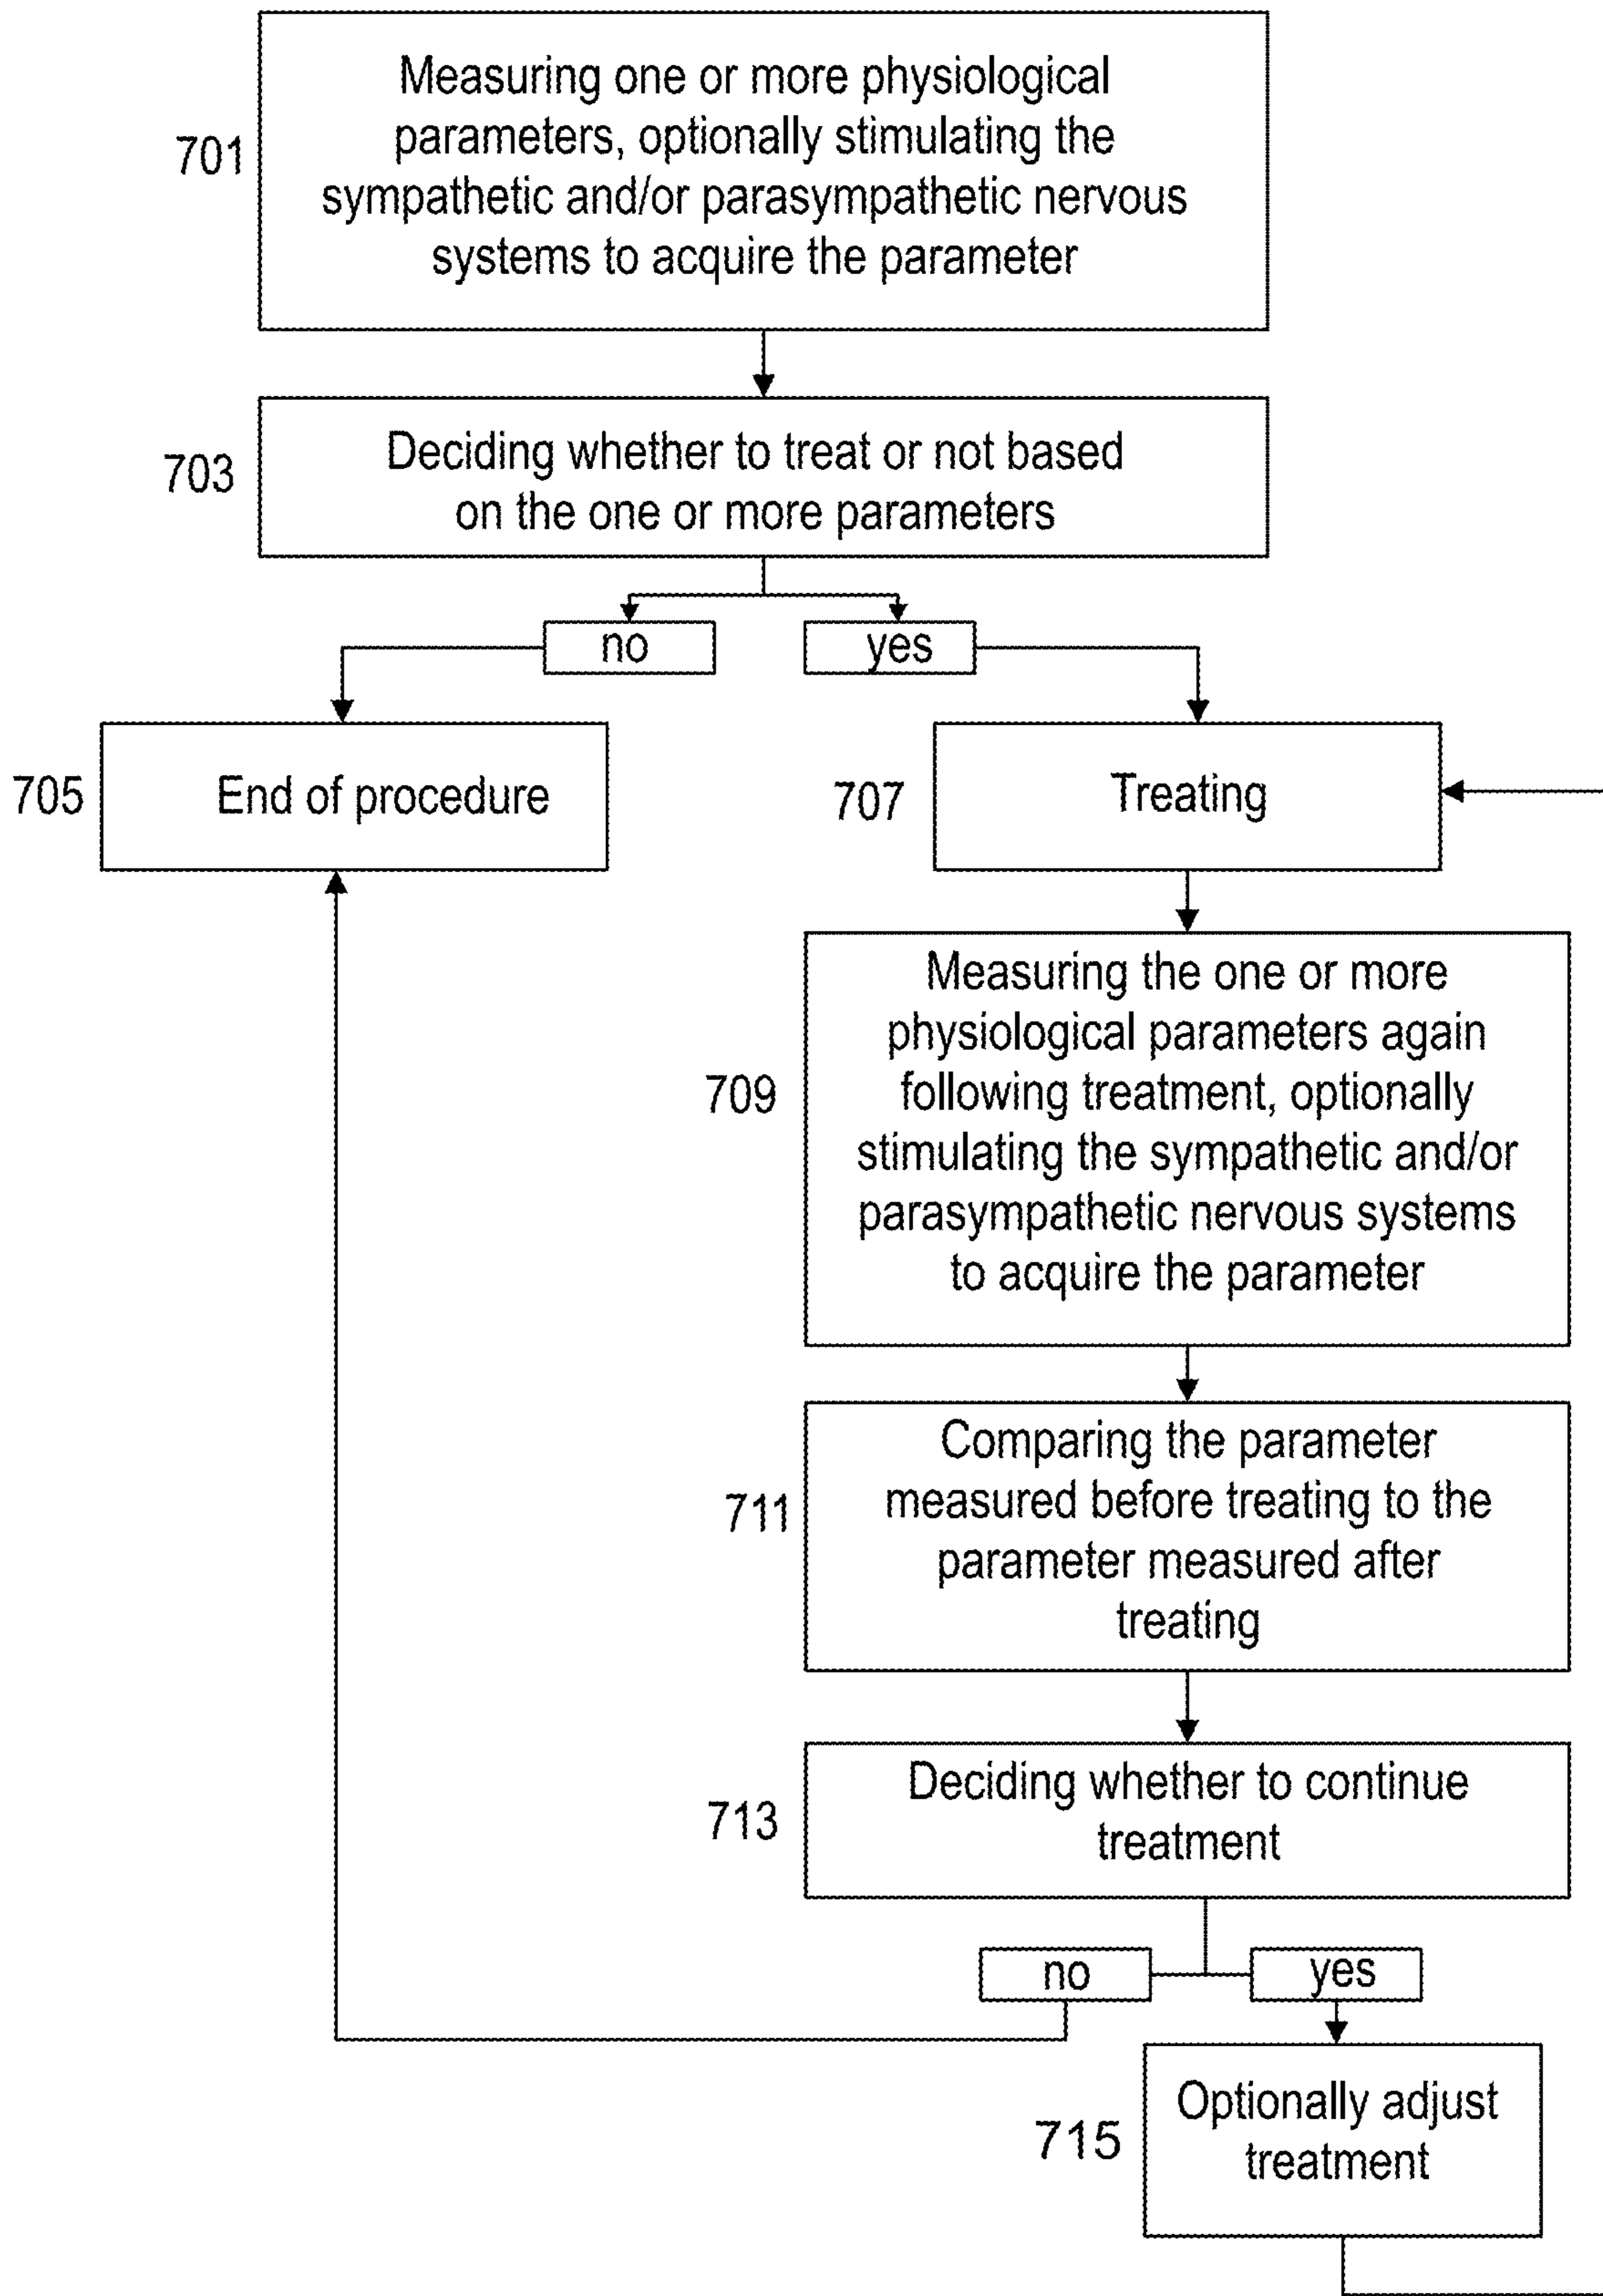 701
Measuring one or more physiological
parameters, optionally stimulating the
sympathetic and/or parasympathetic nervous
systems to acquire the parameter
703
Deciding whether to treat or not based
on the one or more parameters
no
yes
705
End of procedure
707
Treating
709
Measuring the one or more
physiological parameters again
following treatment, optionally
stimulating the sympathetic and/or
parasympathetic nervous systems
to acquire the parameter
711
Comparing the parameter
measured before treating to the
parameter measured after
treating
713
Deciding whether to continue
treatment
no
yes
715
Optionally adjust
treatment